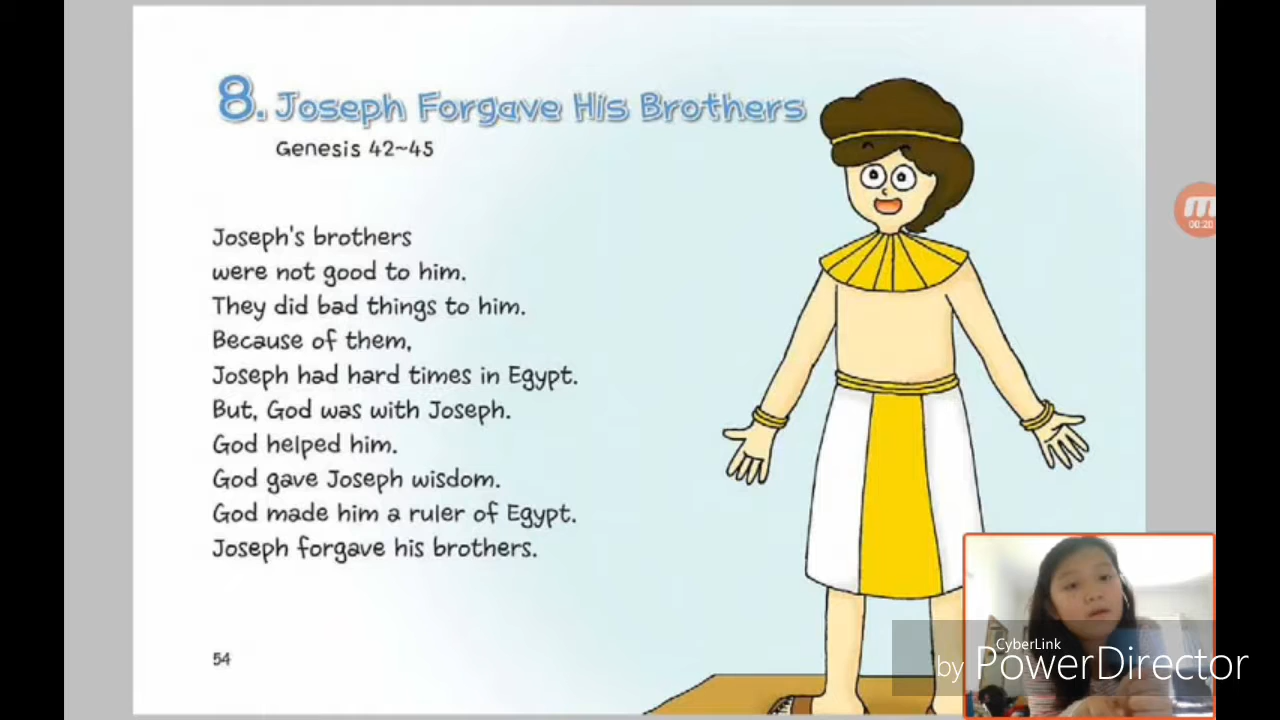 8. Joseph Forgave His Brothers
Genesis 42~45
Joseph's brothers
were not good to him.
They did bad things to him.
Because of them,
Joseph had hard times in Egypt.
But, God was with Joseph.
God helped him.
God gave Joseph wisdom.
God made him a ruler of Egypt.
Joseph forgave his brothers.
54
00:20
CyberLink
by PowerDirector